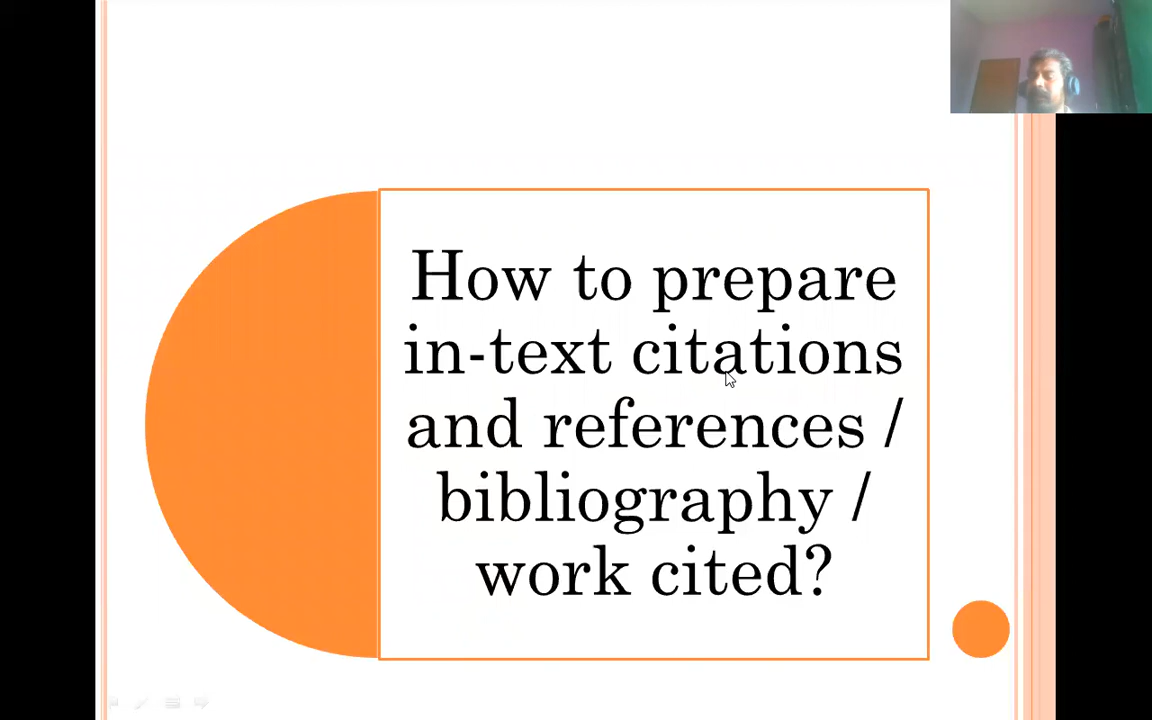 How to prepare
in-text citations
and references /
bibliography /
work cited?